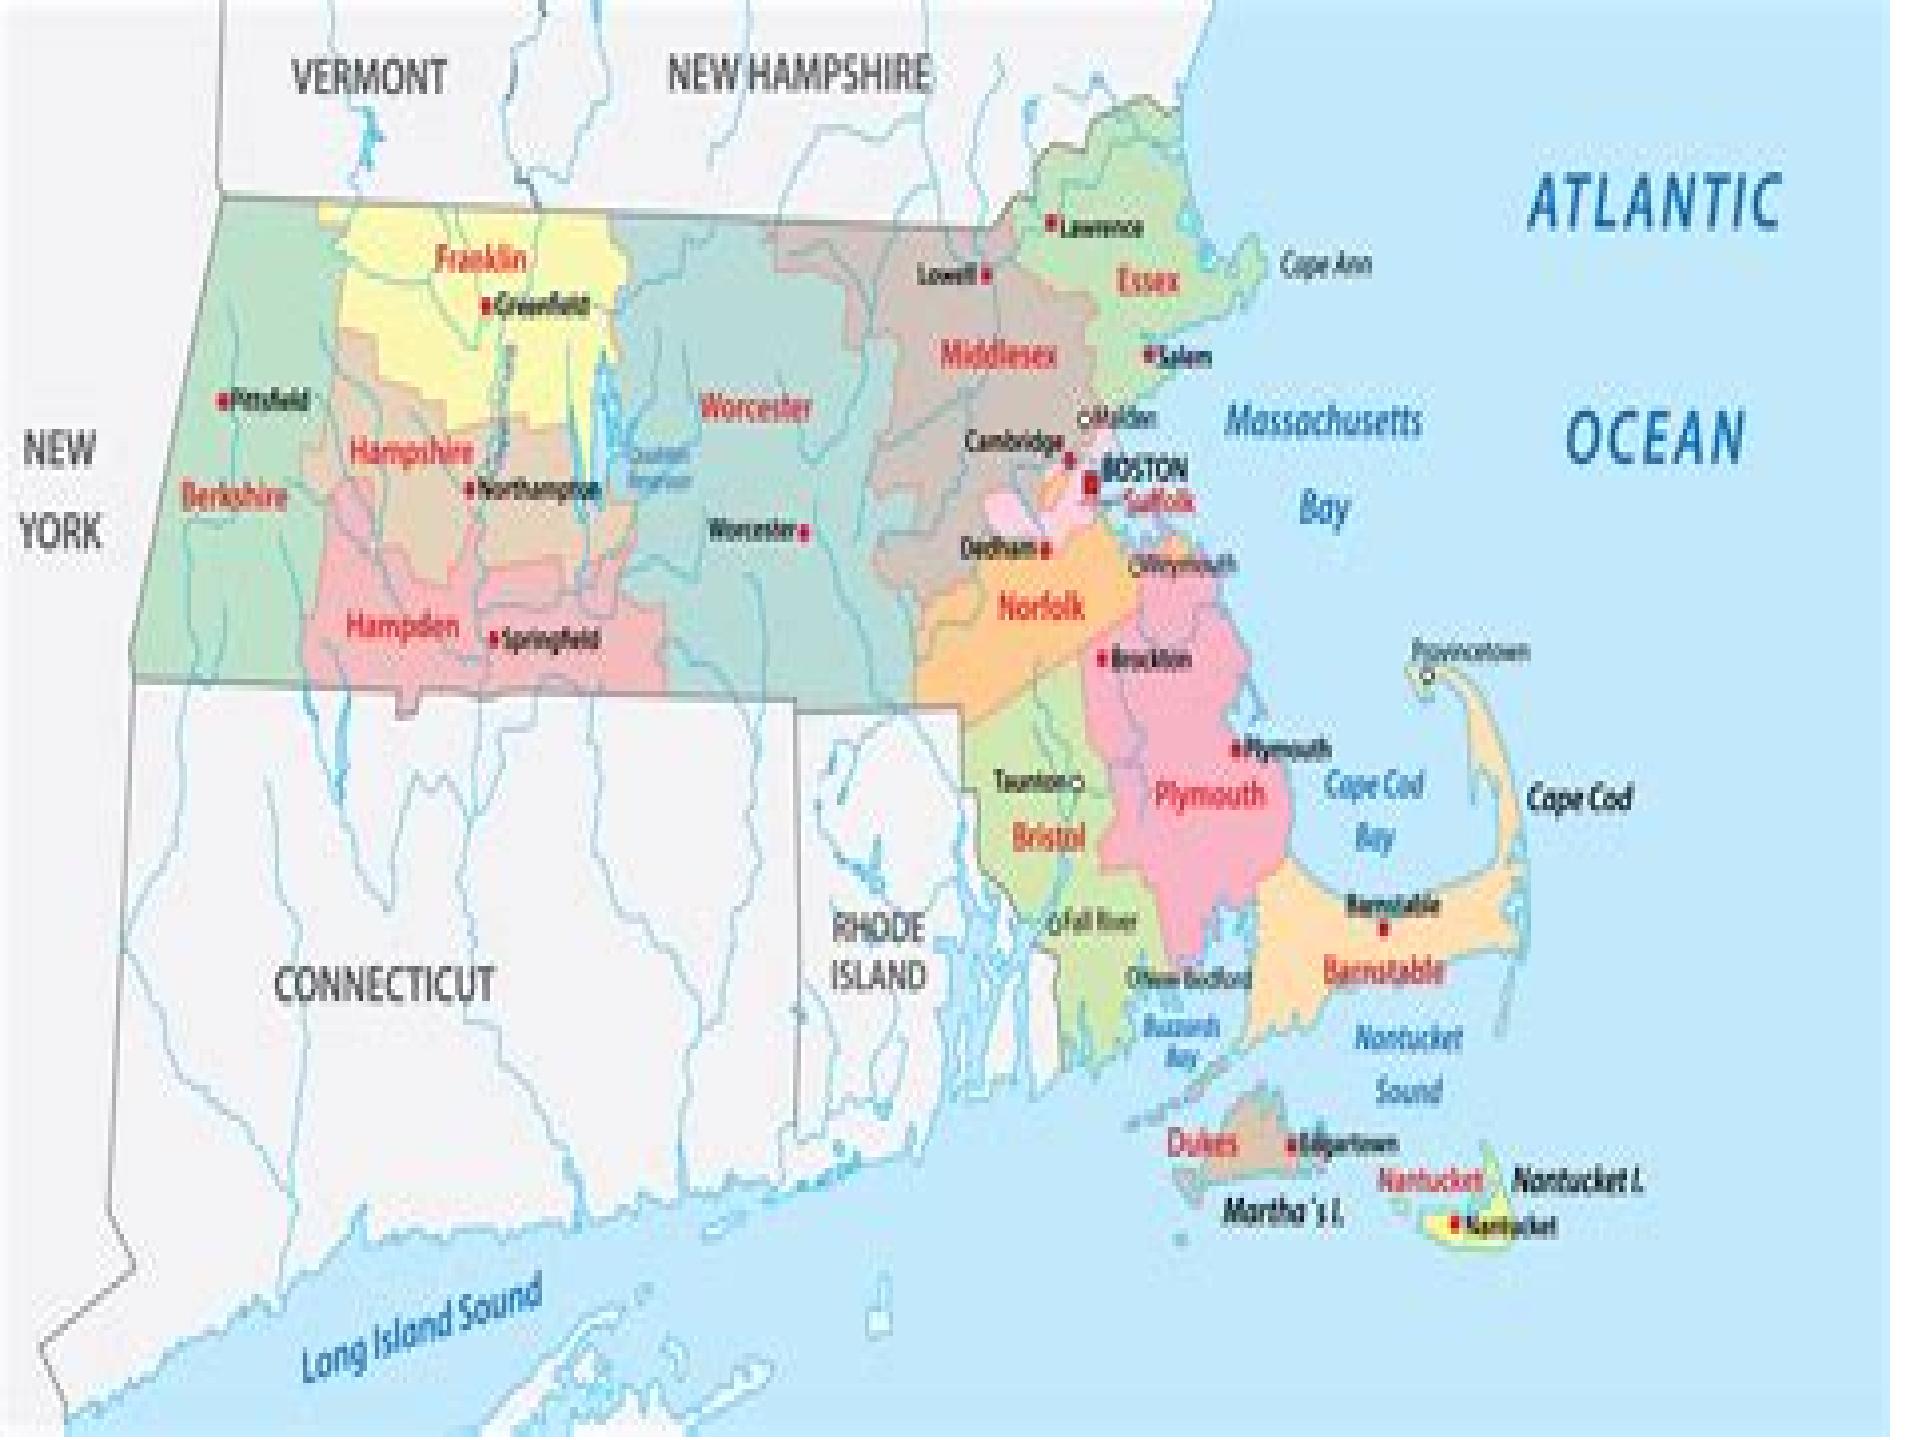 VERMONT
NEW HAMPSHIRE
ATLANTIC
OCEAN
Lawrence
Cape Ann
Franklin
Lowell
Essex
Greenfield
Middlesex
Salem
Pittsfield
Worcester
Malden
Massachusetts
Bay
NEW
YORK
Hampshire
Cambridge
BOSTON
Suffolk
Berkshire
Northampton
Quabbin
Reservoir
Worcester
Dedham
Weymouth
Norfolk
Hampden
Springfield
Brockton
Provincetown
Plymouth
Taunton
Plymouth
Cape Cod
Bay
Cape Cod
Bristol
Barnstable
Fall River
RHODE
ISLAND
Barnstable
New Bedford
CONNECTICUT
Buzzards
Bay
Nantucket
Sound
Dukes
Edgartown
Nantucket
Nantucket I.
Martha's I.
Nantucket
Long Island Sound